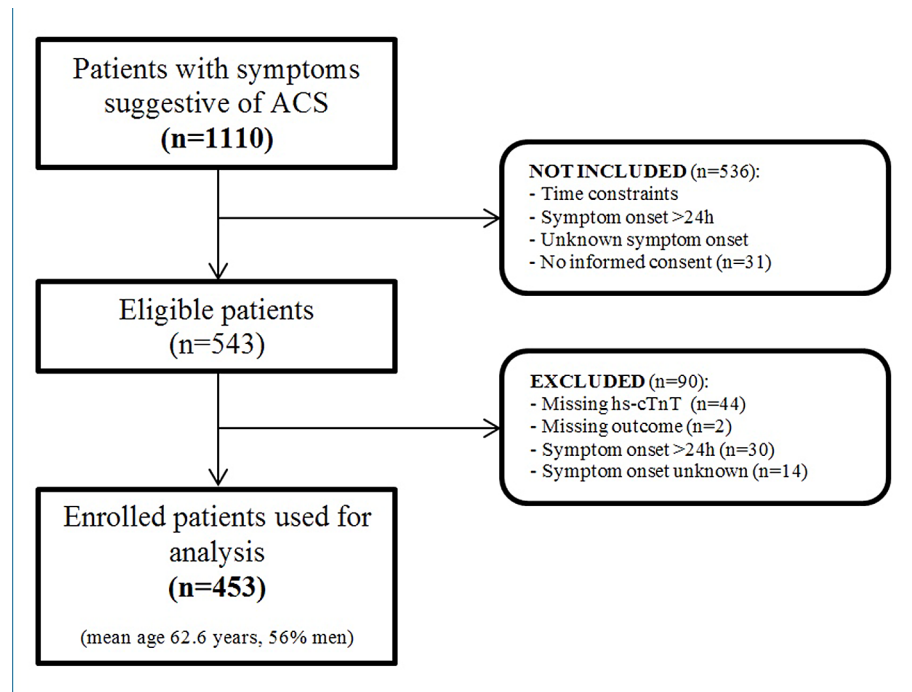 Patients with symptoms
suggestive of ACS
(n=1110)
NOT INCLUDED (n=536):
- Time constraints
- Symptom onset >24h
- Unknown symptom onset
- No informed consent (n=31)
Eligible patients
(n=543)
EXCLUDED (n=90):
- Missing hs-cTnT (n=44)
- Missing outcome (n=2)
- Symptom onset >24h (n=30)
- Symptom onset unknown (n=14)
Enrolled patients used for
analysis
(n=453)
(mean age 62.6 years, 56% men)